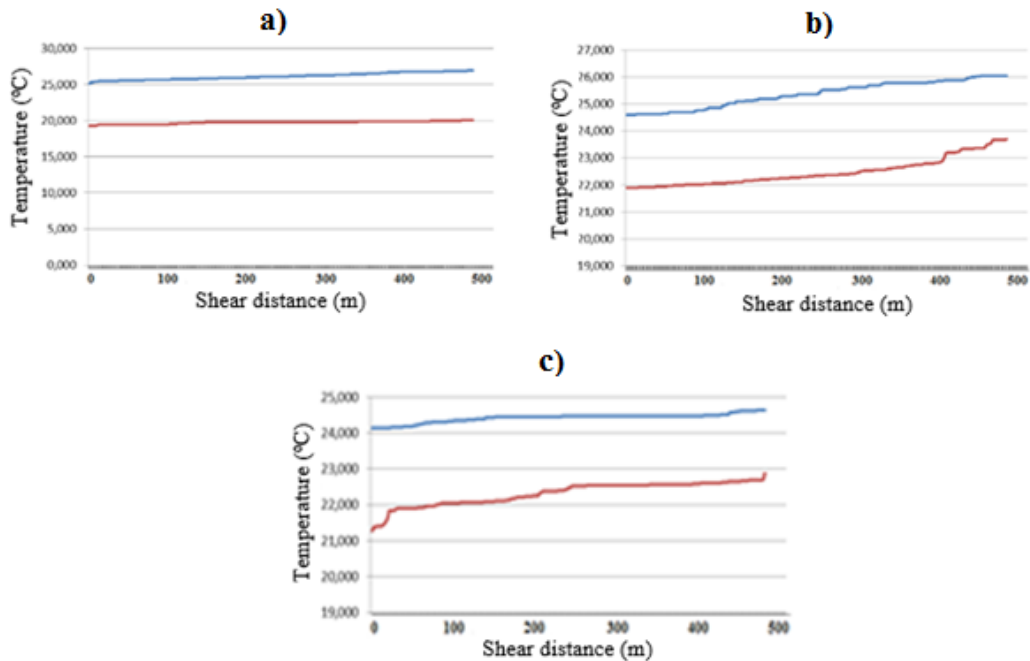 a)
30,000
25,000
20,000
15,000
10,000
5,000
0,000
Temperature (ºC)
0 100 200 300 400 500
Shear distance (m)
b)
27,000
26,000
25,000
24,000
23,000
22,000
21,000
20,000
19,000
Temperature (ºC)
0 100 200 300 400 500
Shear distance (m)
c)
25,000
24,000
23,000
22,000
21,000
20,000
19,000
Temperature (ºC)
0 100 200 300 400 500
Shear distance (m)